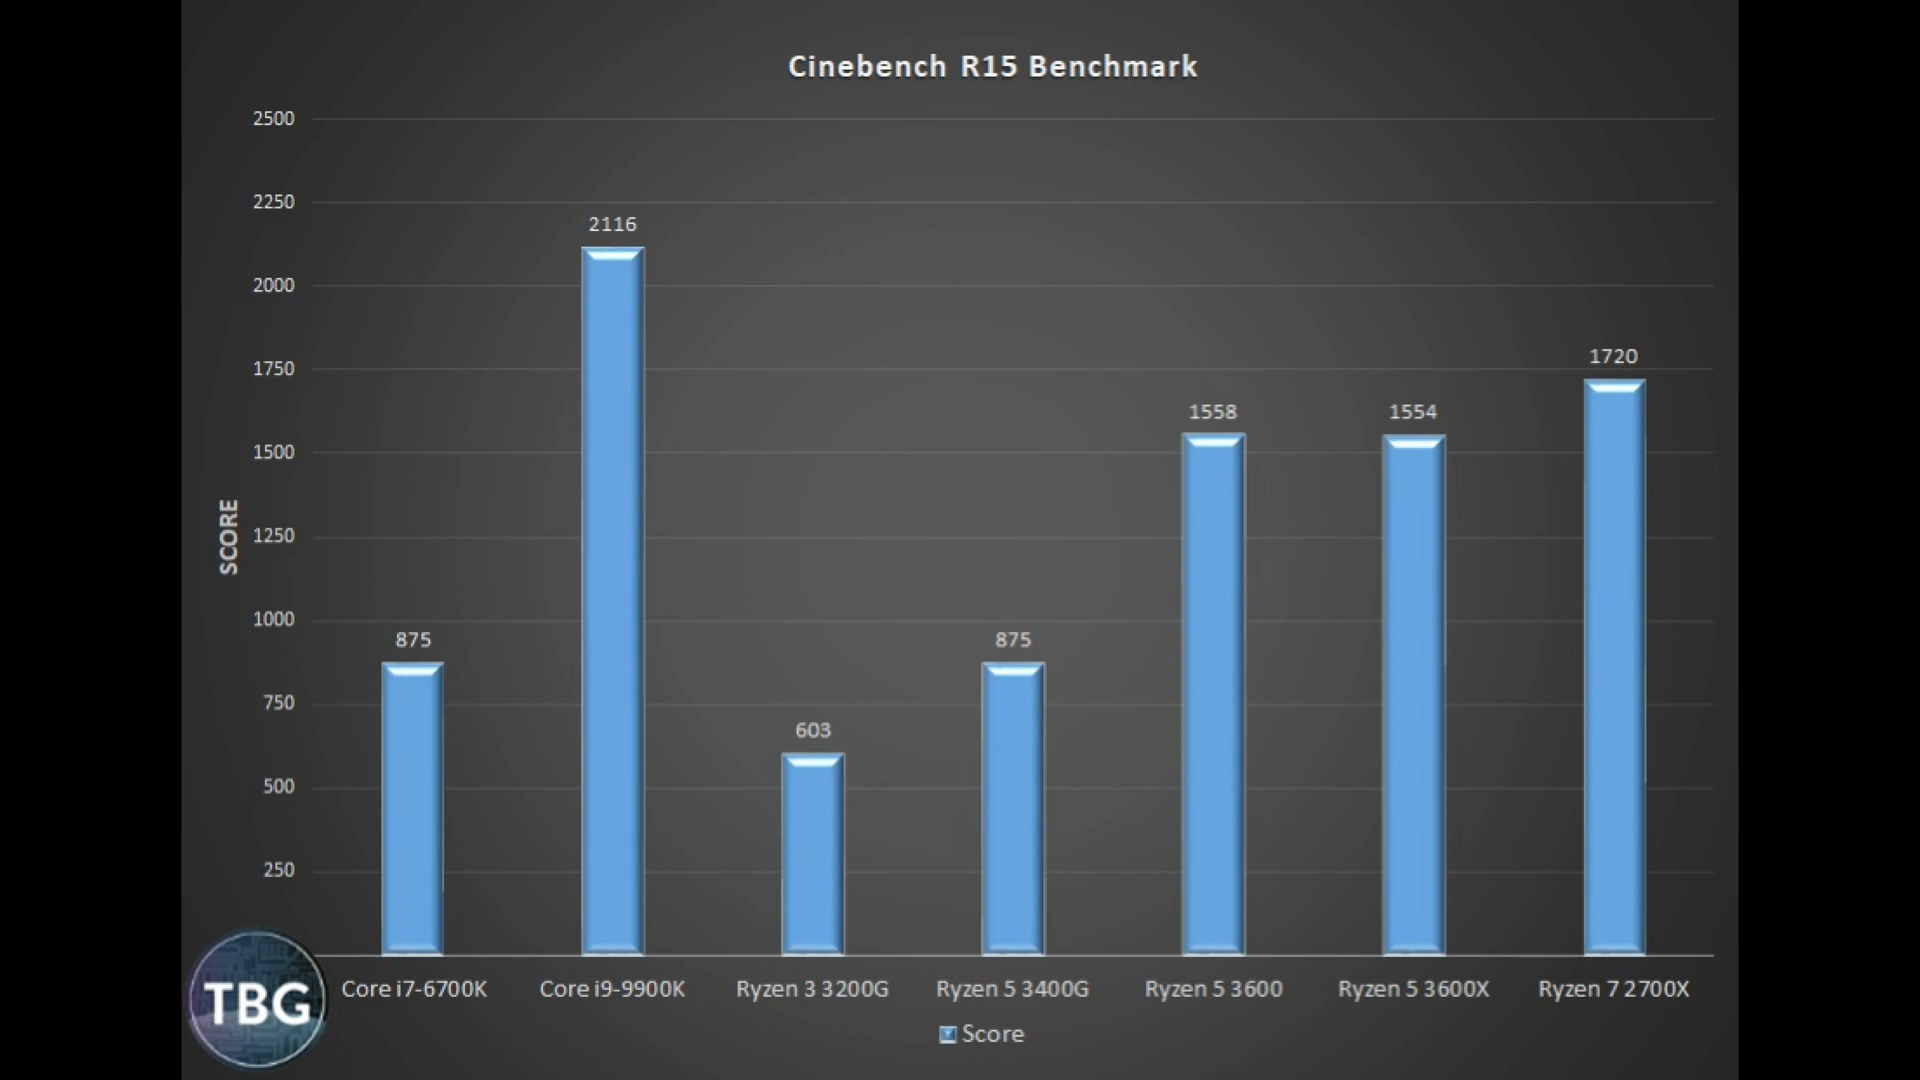 Cinebench R15 Benchmark
2500
2250
2000
1750
1500
1250
1000
750
500
250
SCORE
875
2116
603
875
1558
1554
1720
Core i7-6700K
Core i9-9900K
Ryzen 3 3200G
Ryzen 5 3400G
Ryzen 5 3600
Ryzen 5 3600X
Ryzen 7 2700X
Score
TBG